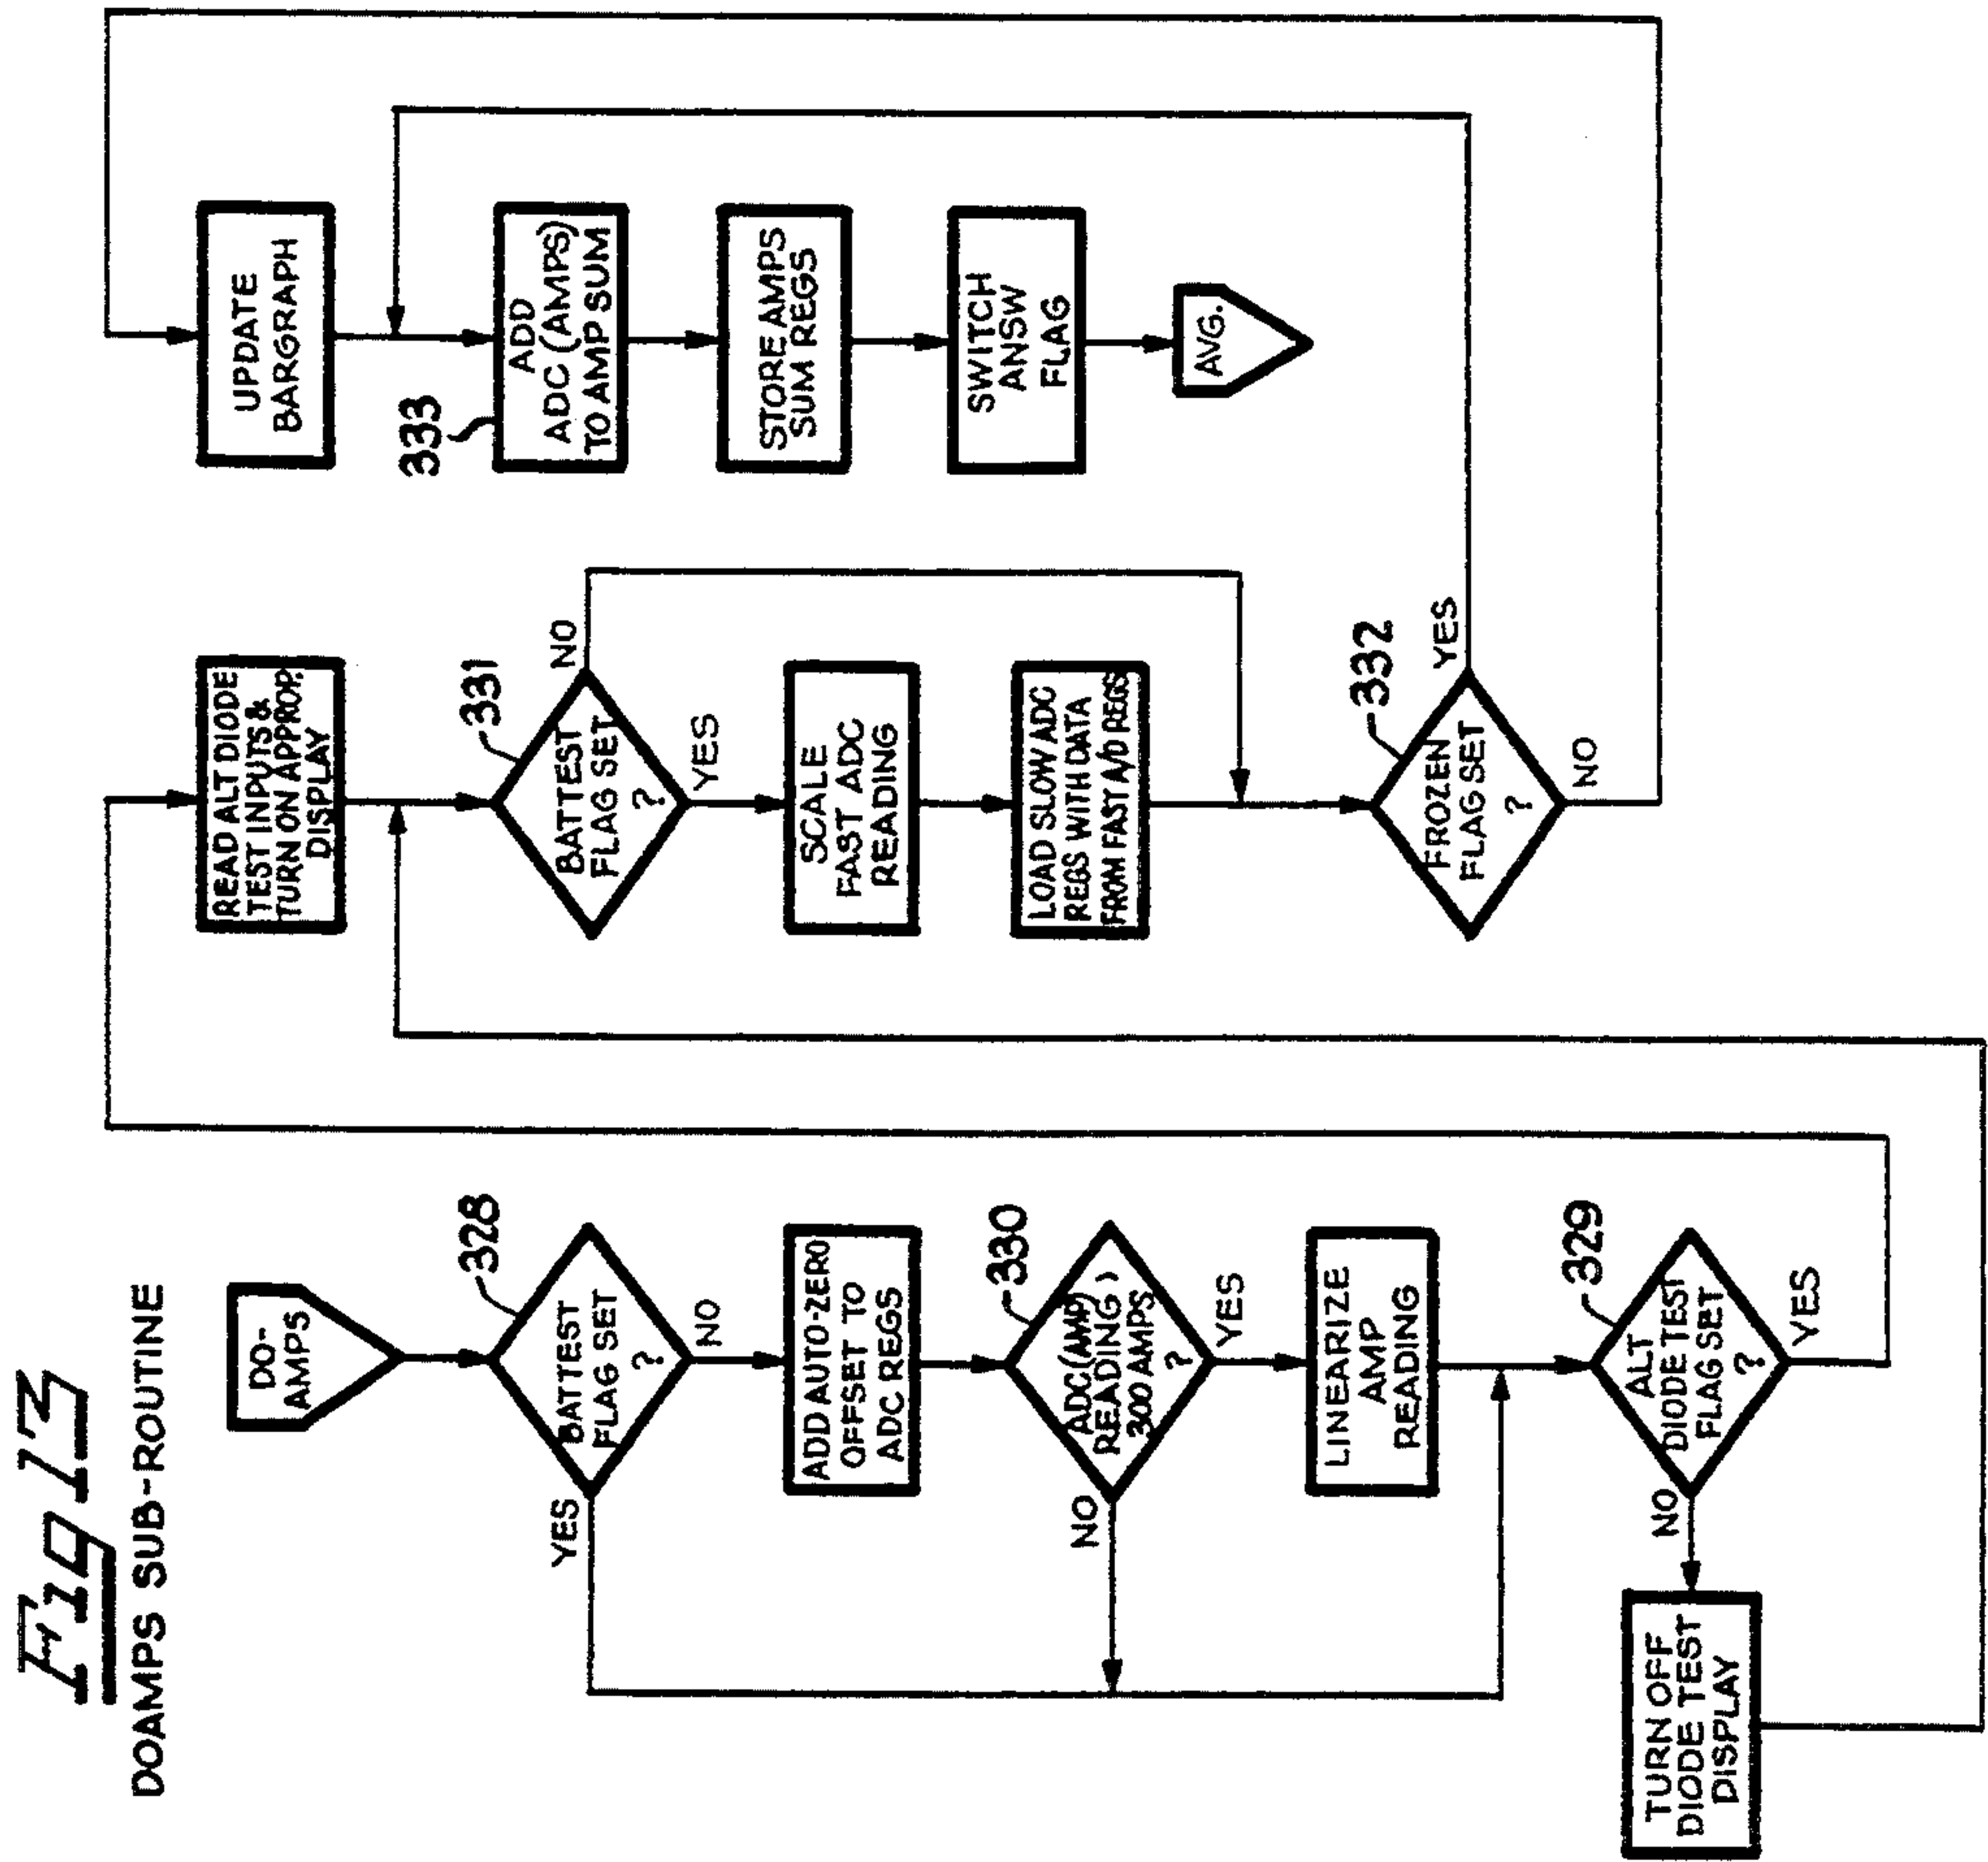 Fig 13
DOAMPS SUB-ROUTINE
DO-
AMPS
328
BATTEST
FLAG SET
?
YES
NO
ADD AUTO-ZERO
OFFSET TO
ADC REGS
330
ADC(AMP)
READING >
300 AMPS
?
NO
YES
LINEARIZE
AMP
READING
329
ALT
DIODE TEST
FLAG SET
?
NO
YES
TURN OFF
DIODE TEST
DISPLAY
READ ALT DIODE
TEST INPUTS &
TURN ON APPROP.
DISPLAY
331
BATTEST
FLAG SET
?
NO
YES
SCALE
FAST ADC
READING
LOAD SLOW ADC
REGS WITH DATA
FROM FAST A/D REGS
332
FROZEN
FLAG SET
?
YES
NO
UPDATE
BARGRAPH
333
ADD
ADC (AMPS)
TO AMP SUM
STORE AMPS
SUM REGS
SWITCH
ANSW
FLAG
AVG.